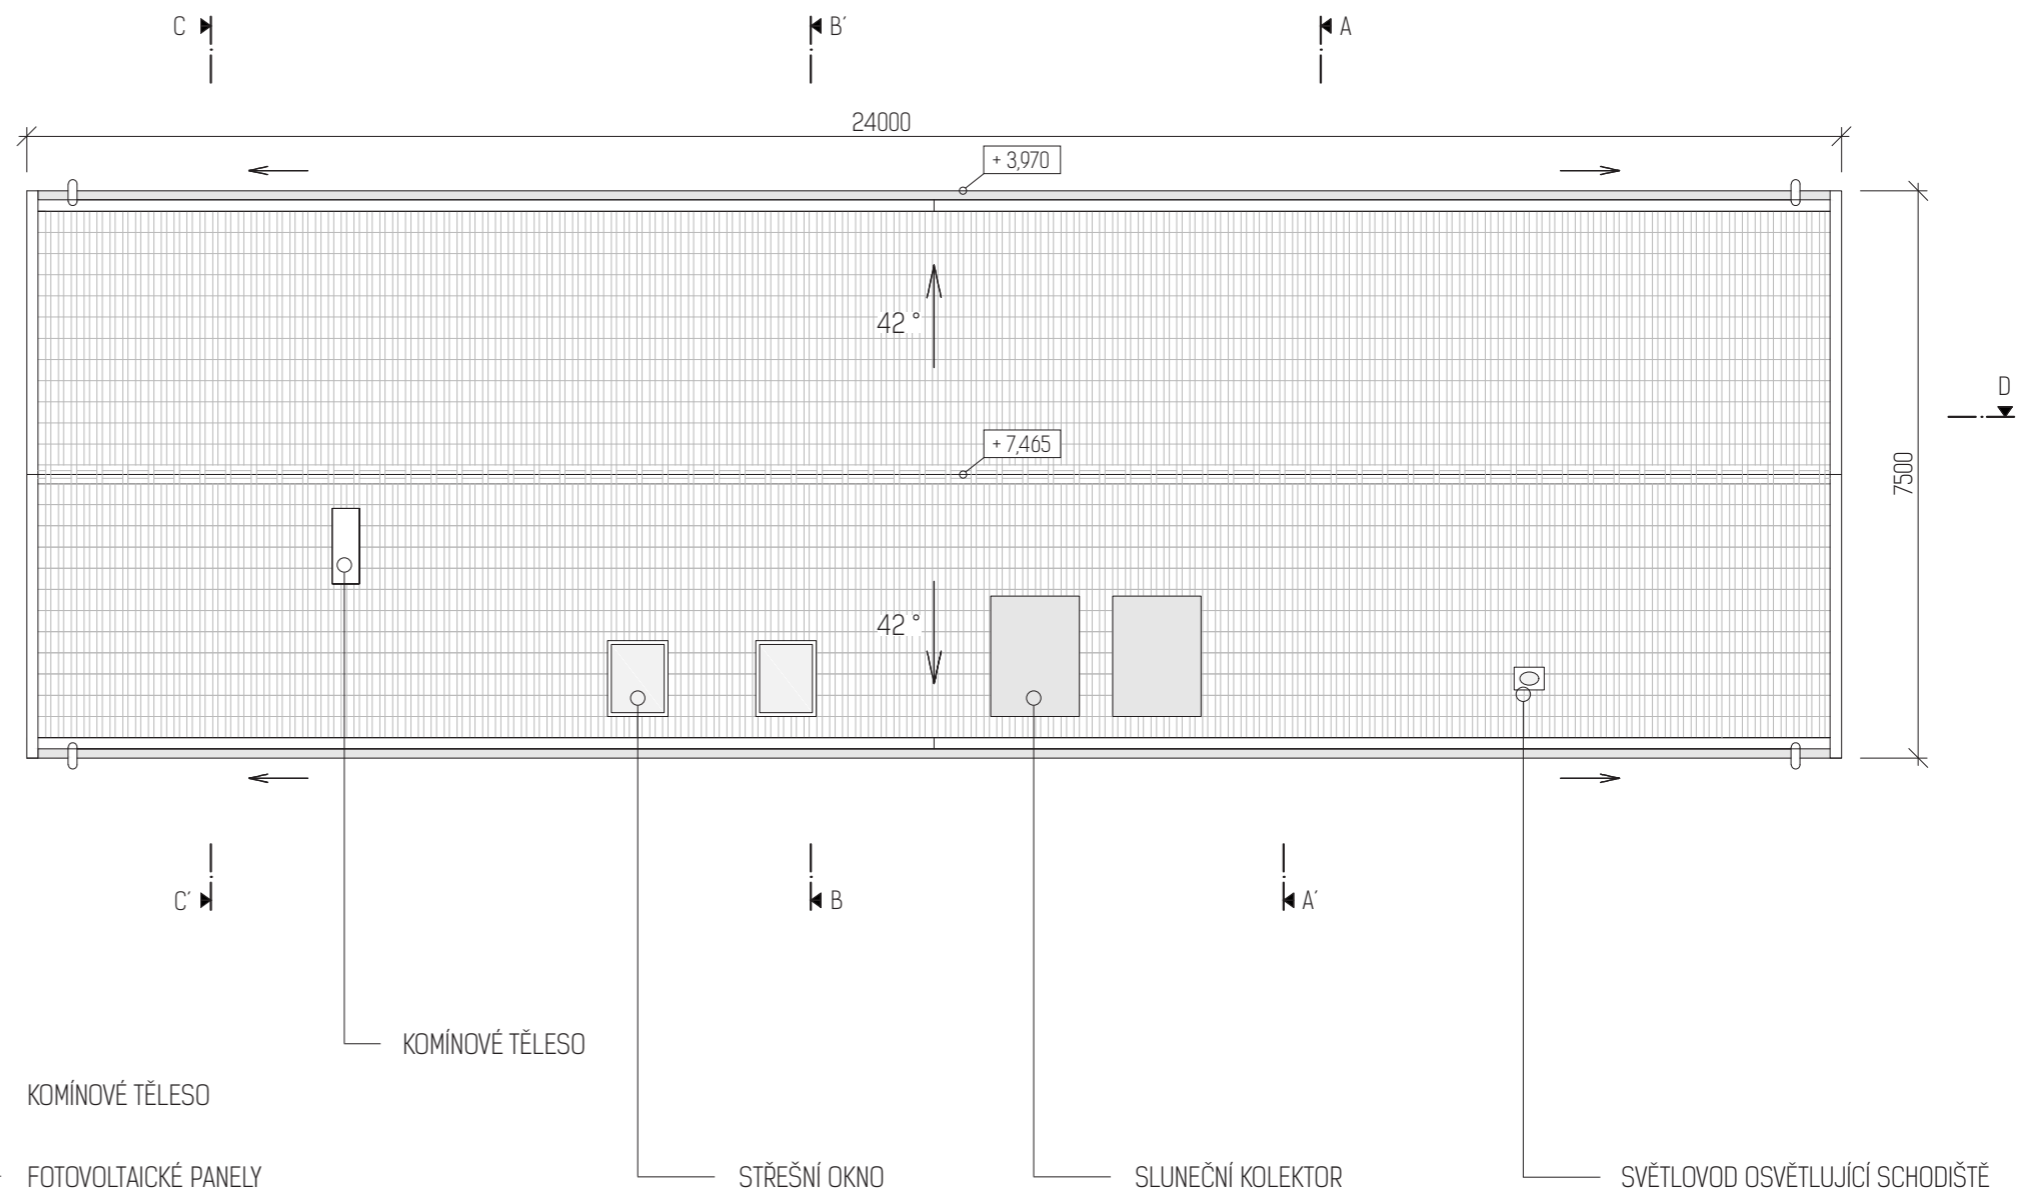 C
B´
A
24000
+ 3,970
42 °
D
+ 7,465
7500
42 °
C´
B
A´
KOMÍNOVÉ TĚLESO
KOMÍNOVÉ TĚLESO
FOTOVOLTAICKÉ PANELY
STŘEŠNÍ OKNO
SLUNEČNÍ KOLEKTOR
SVĚTLOVOD OSVĚTLUJÍCÍ SCHODIŠTĚ